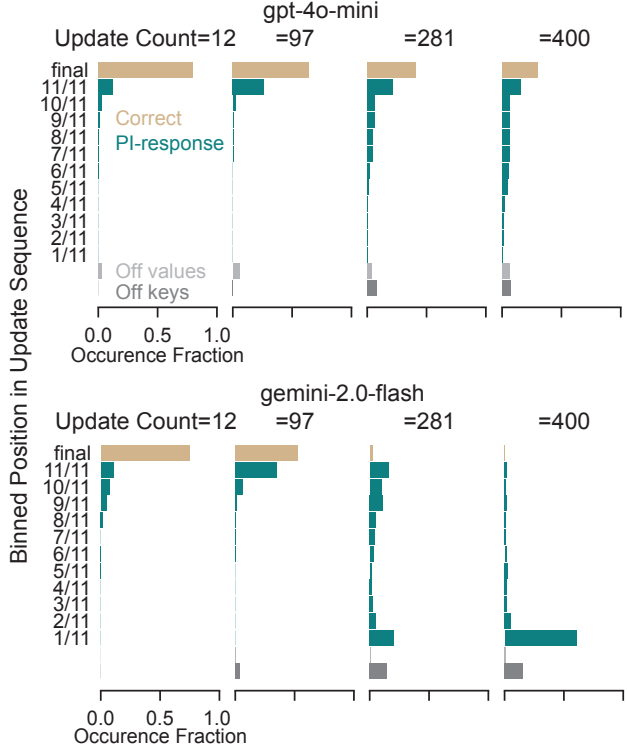 gpt-4o-mini
Update Count=12 =97 =281 =400
final
11/11
10/11
9/11
8/11
7/11
6/11
5/11
4/11
3/11
2/11
1/11
Correct
PI-response
Off values
Off keys
0.0 0.5 1.0
Occurence Fraction
Binned Position in Update Sequence
gemini-2.0-flash
Update Count=12 =97 =281 =400
final
11/11
10/11
9/11
8/11
7/11
6/11
5/11
4/11
3/11
2/11
1/11
0.0 0.5 1.0
Occurence Fraction